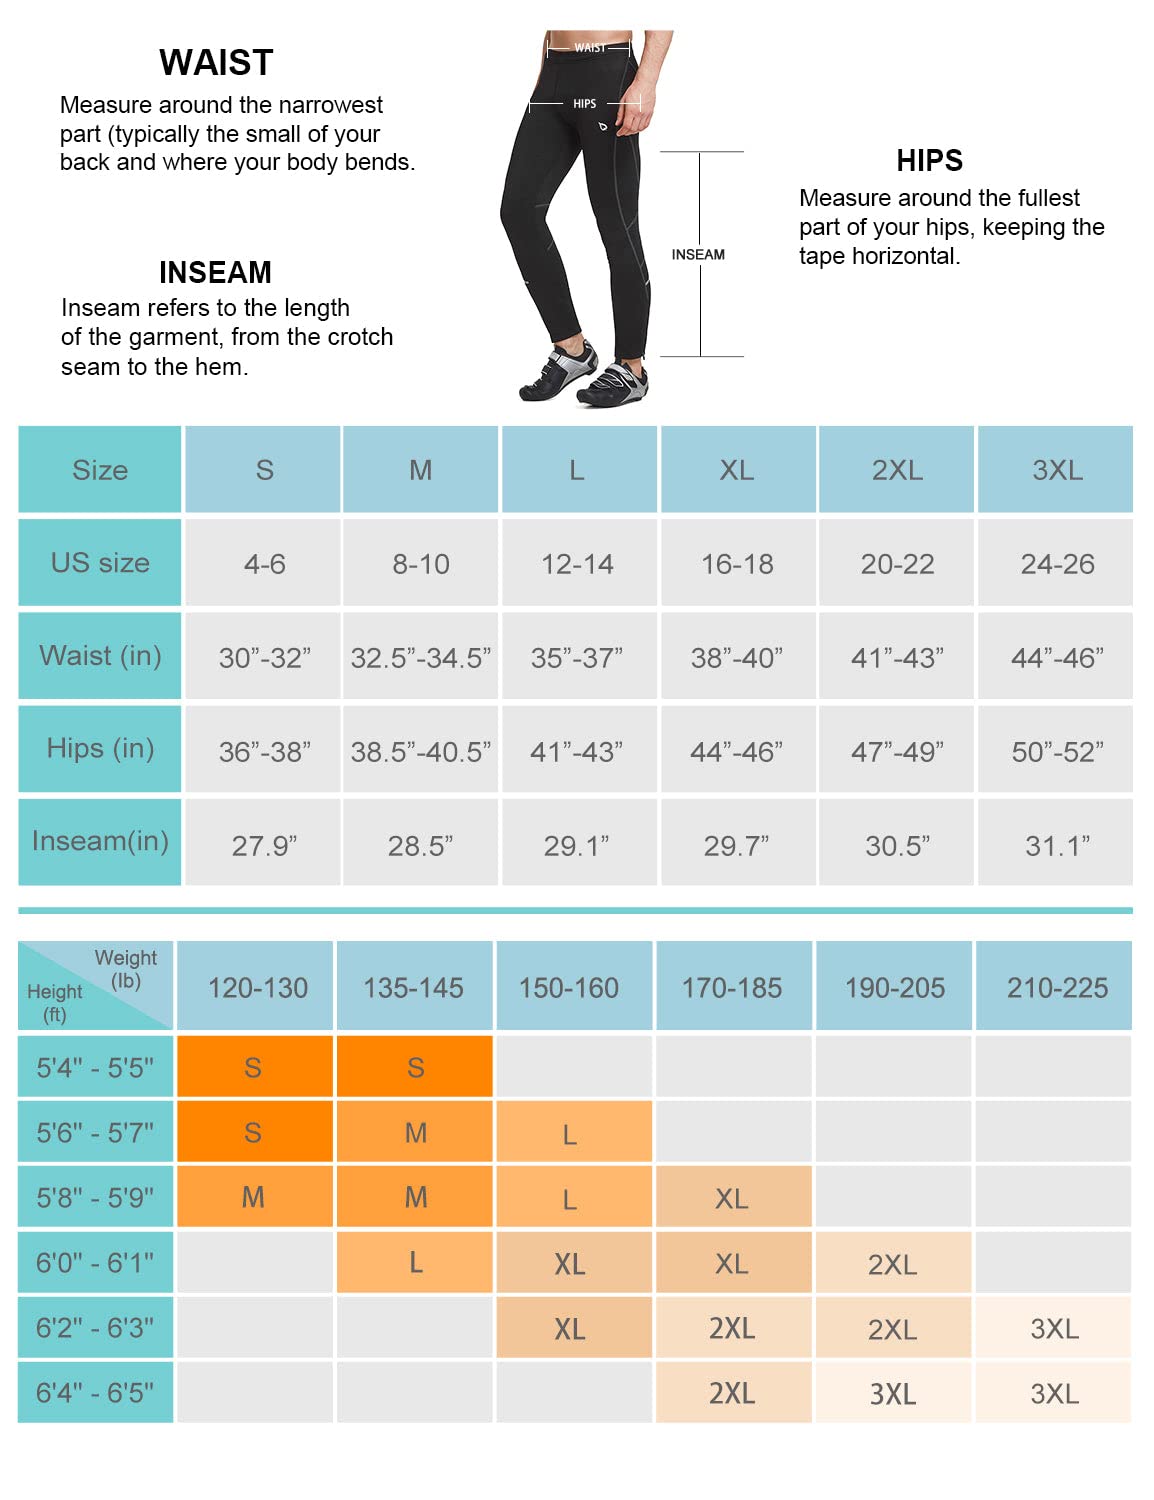 WAIST
Measure around the narrowest
part (typically the small of your
back and where your body bends.
WAIST
HIPS
HIPS
Measure around the fullest
part of your hips, keeping the
tape horizontal.
INSEAM
INSEAM
Inseam refers to the length
of the garment, from the crotch
seam to the hem.
Size S M L XL 2XL 3XL
US size 4-6 8-10 12-14 16-18 20-22 24-26
Waist (in) 30”-32” 32.5”-34.5” 35”-37” 38”-40” 41”-43” 44”-46”
Hips (in) 36”-38” 38.5”-40.5” 41”-43” 44”-46” 47”-49” 50”-52”
Inseam(in) 27.9” 28.5” 29.1” 29.7” 30.5” 31.1”
Weight
(lb)
Height
(ft)
120-130 135-145 150-160 170-185 190-205 210-225
5'4" - 5'5" S S
5'6" - 5'7" S M L
5'8" - 5'9" M M L XL
6'0" - 6'1" L XL XL 2XL
6'2" - 6'3" XL 2XL 2XL 3XL
6'4" - 6'5" 2XL 3XL 3XL